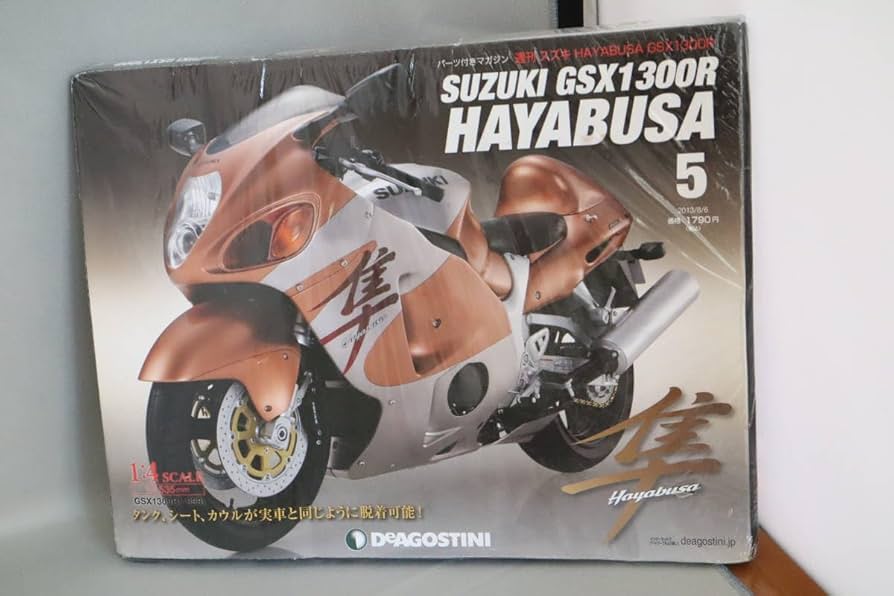 パーツ付きマガジン 週刊 スズキ HAYABUSA GSX1300R
SUZUKI GSX1300R
HAYABUSA
5
2013/8/6
価格 1790円
(税込)
SUZUKI
隼
隼
Hayabusa
1:4 SCALE
タンク、シート、カウルが実車と同じように脱着可能!
DeAGOSTINI
deagostini.jp